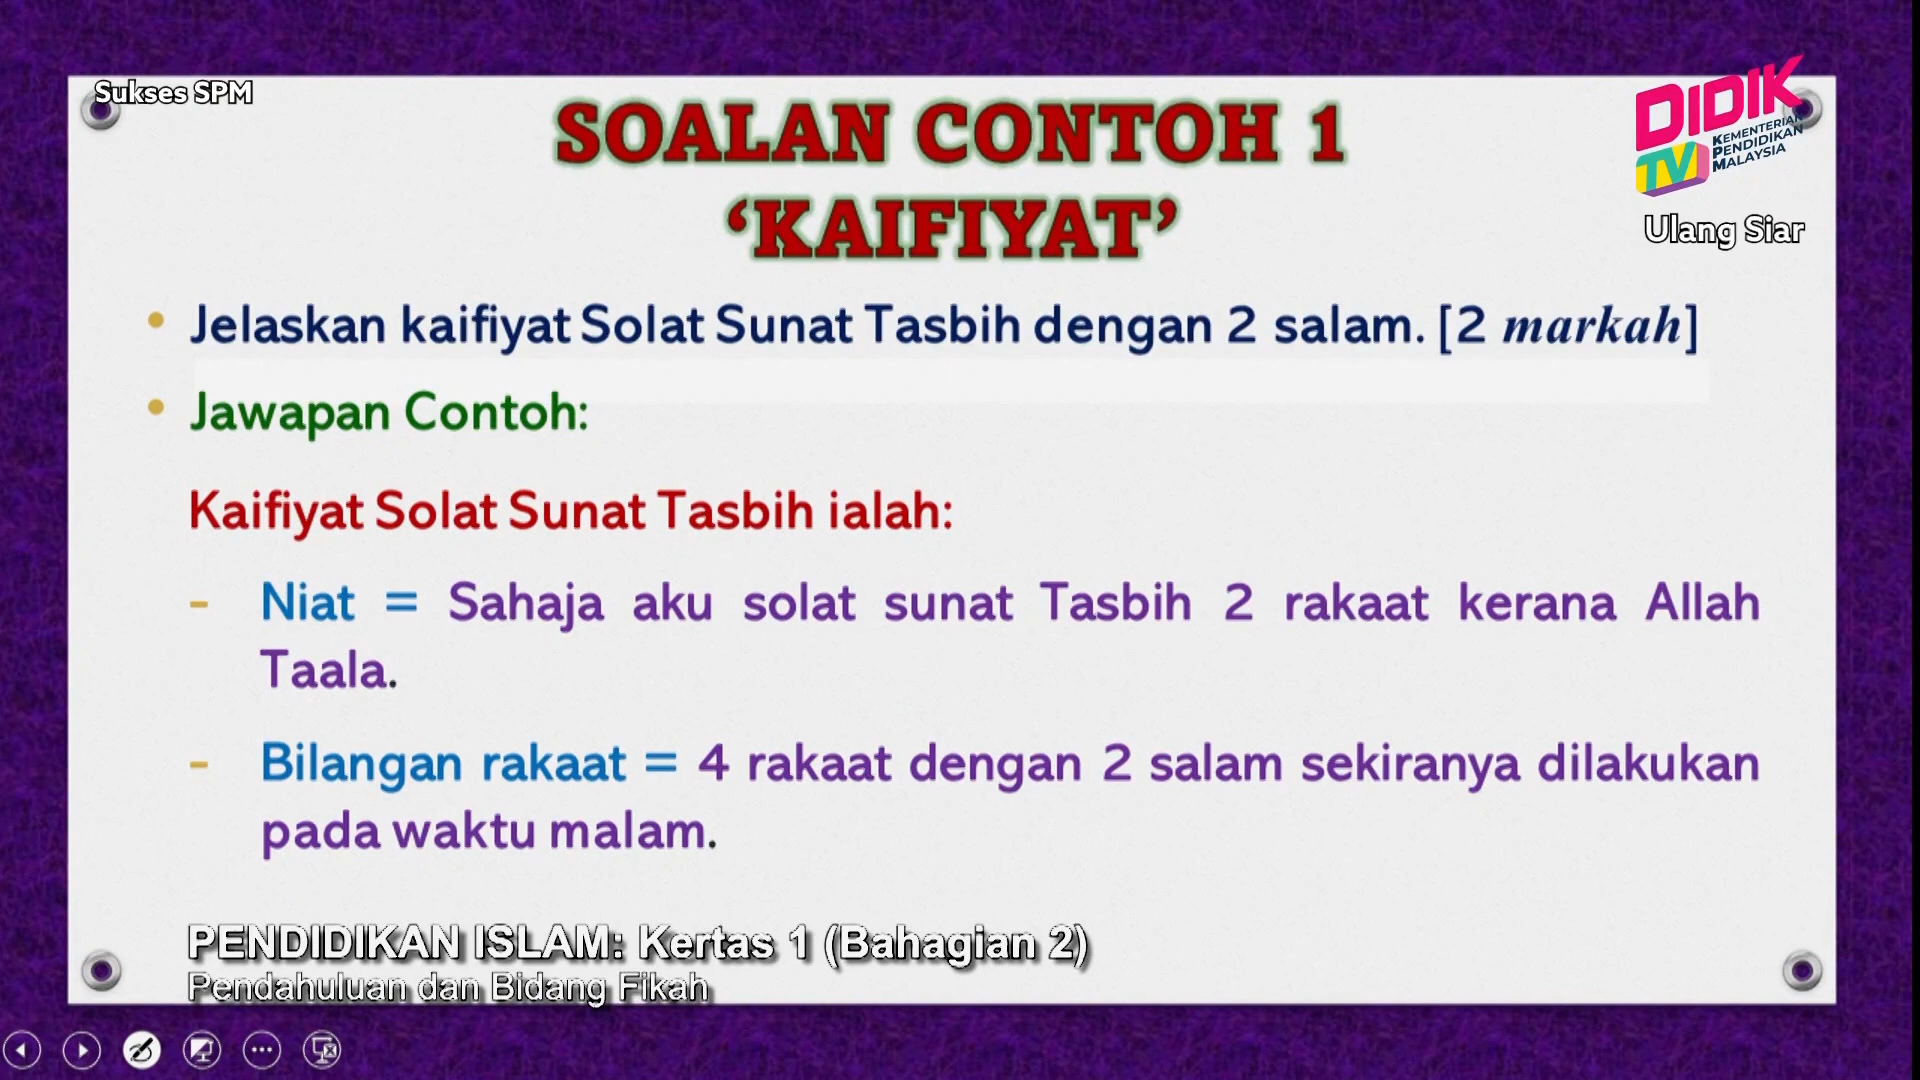 Sukses SPM
DIDIK
TV
KEMENTERIAN
PENDIDIKAN
MALAYSIA
Ulang Siar
SOALAN CONTOH 1
‘KAIFIYAT’
• Jelaskan kaifiyat Solat Sunat Tasbih dengan 2 salam. [2 markah]
• Jawapan Contoh:
Kaifiyat Solat Sunat Tasbih ialah:
- Niat = Sahaja aku solat sunat Tasbih 2 rakaat kerana Allah
Taala.
- Bilangan rakaat = 4 rakaat dengan 2 salam sekiranya dilakukan
pada waktu malam.
PENDIDIKAN ISLAM: Kertas 1 (Bahagian 2)
Pendahuluan dan Bidang Fikah